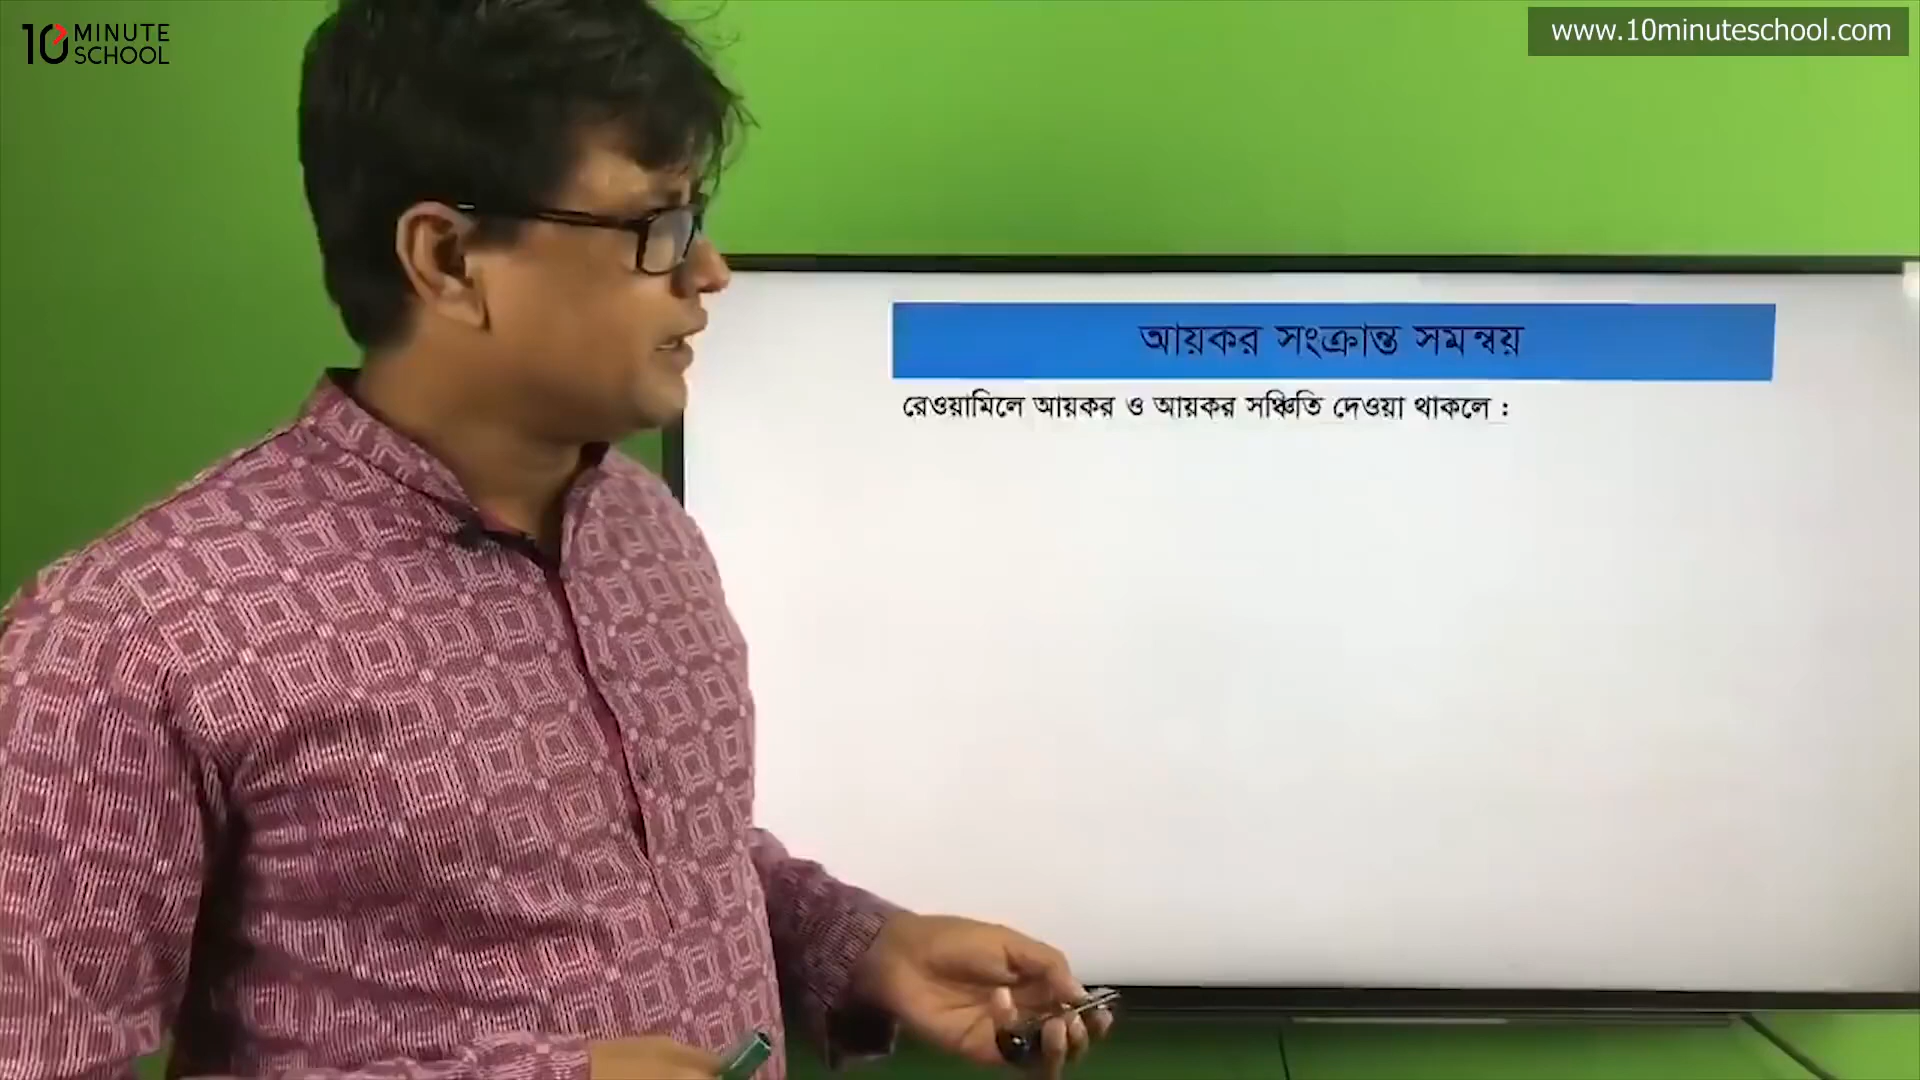 10 MINUTE SCHOOL
www.10minuteschool.com
আয়কর সংক্রান্ত সমন্বয়
রেওয়ামিলে আয়কর ও আয়কর সঞ্চিতি দেওয়া থাকলে :